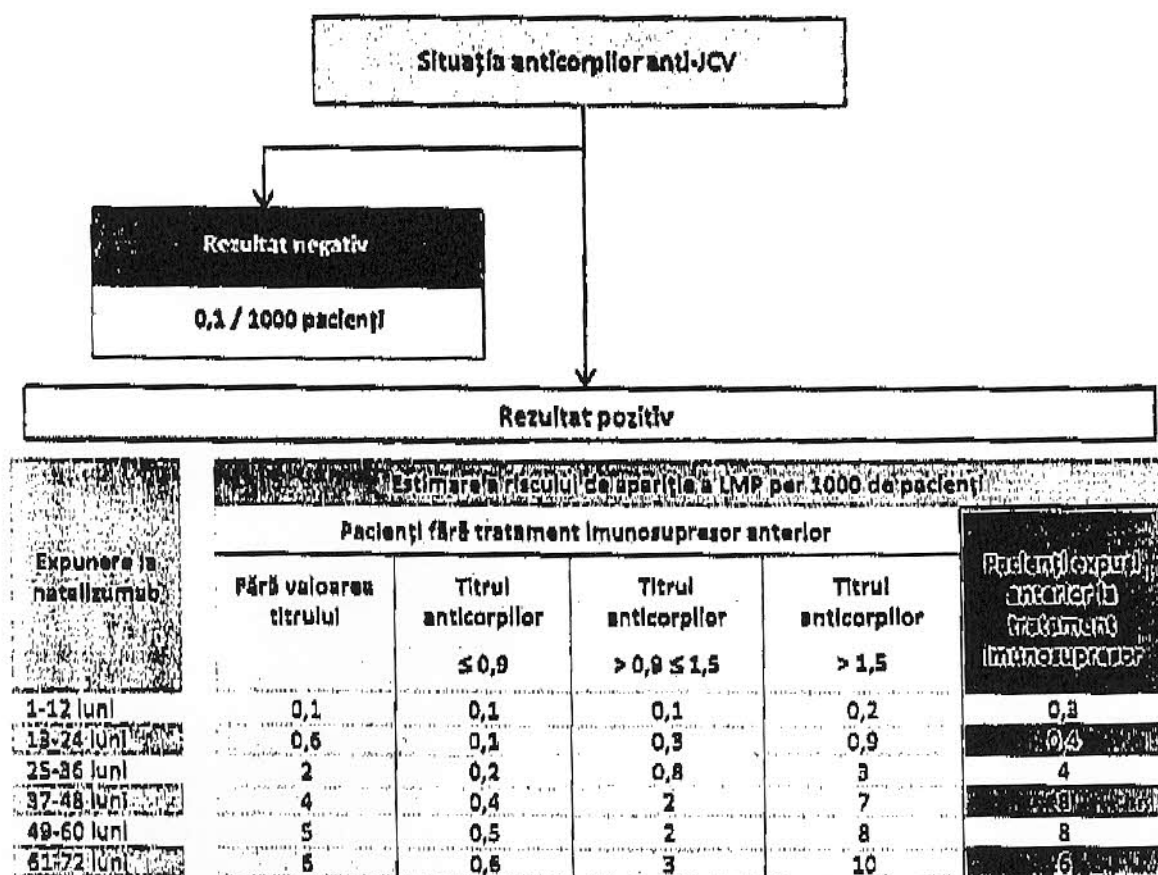 Situația anticorpilor anti-JCV
Rezultat negativ
0,1 / 1000 pacienți
Rezultat pozitiv
Estimarea riscului de apariție a LMP per 1000 de pacienți
Pacienți fără tratament imunosupresor anterior
Expunere la
natalizumab
Fără valoarea
titrului
Titrul
anticorpilor
≤ 0,9
Titrul
anticorpilor
> 0,9 ≤ 1,5
Titrul
anticorpilor
> 1,5
Pacienți expuși
anterior la
tratament
imunosupresor
1-12 luni 0,1 0,1 0,1 0,2 0,3
13-24 luni 0,6 0,1 0,3 0,9 0,4
25-36 luni 2 0,2 0,8 3 4
37-48 luni 4 0,4 2 7 8
49-60 luni 5 0,5 2 8 8
61-72 luni 6 0,6 3 10 6